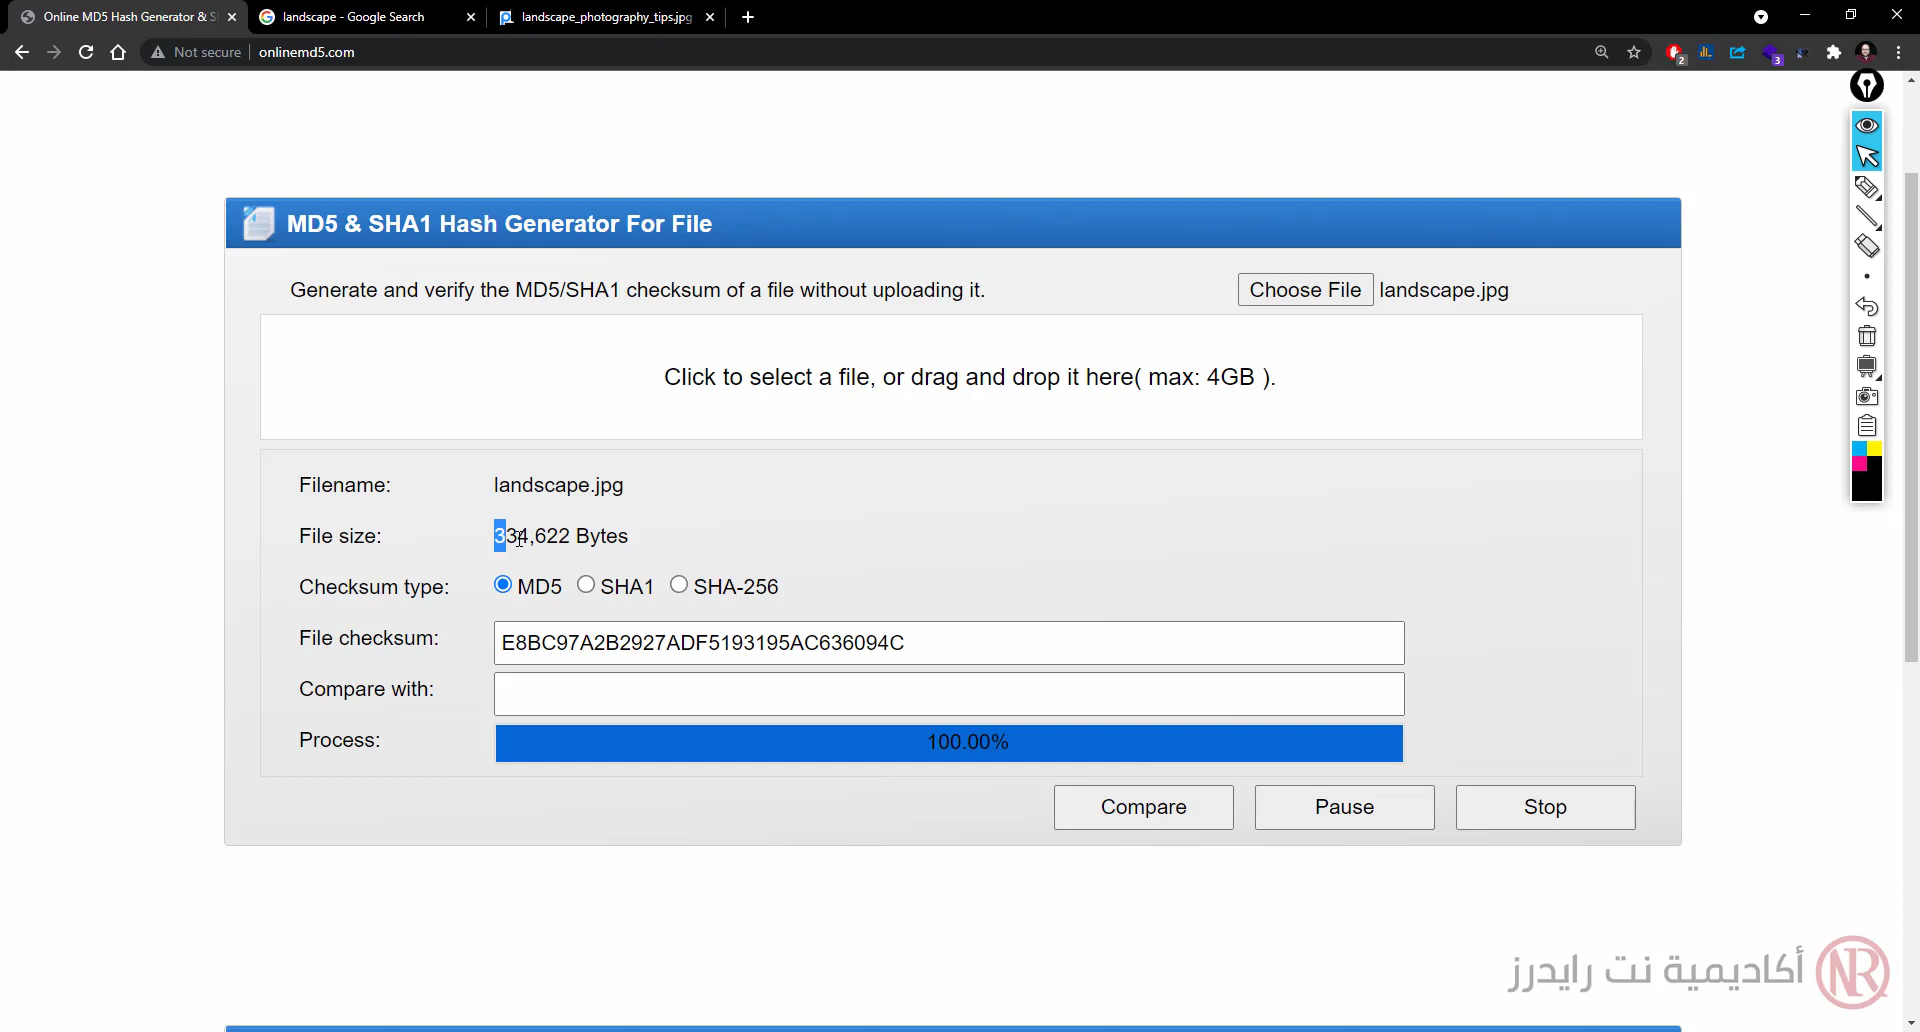 Online MD5 Hash Generator & S
landscape - Google Search
landscape_photography_tips.jpg
Not secure
onlinemd5.com
2
3
MD5 & SHA1 Hash Generator For File
Generate and verify the MD5/SHA1 checksum of a file without uploading it.
Choose File
landscape.jpg
Click to select a file, or drag and drop it here( max: 4GB ).
Filename:
landscape.jpg
File size:
334,622 Bytes
Checksum type:
MD5
SHA1
SHA-256
File checksum:
E8BC97A2B2927ADF5193195AC636094C
Compare with:
Process:
100.00%
Compare
Pause
Stop
أكاديمية نت رايدرز
NR